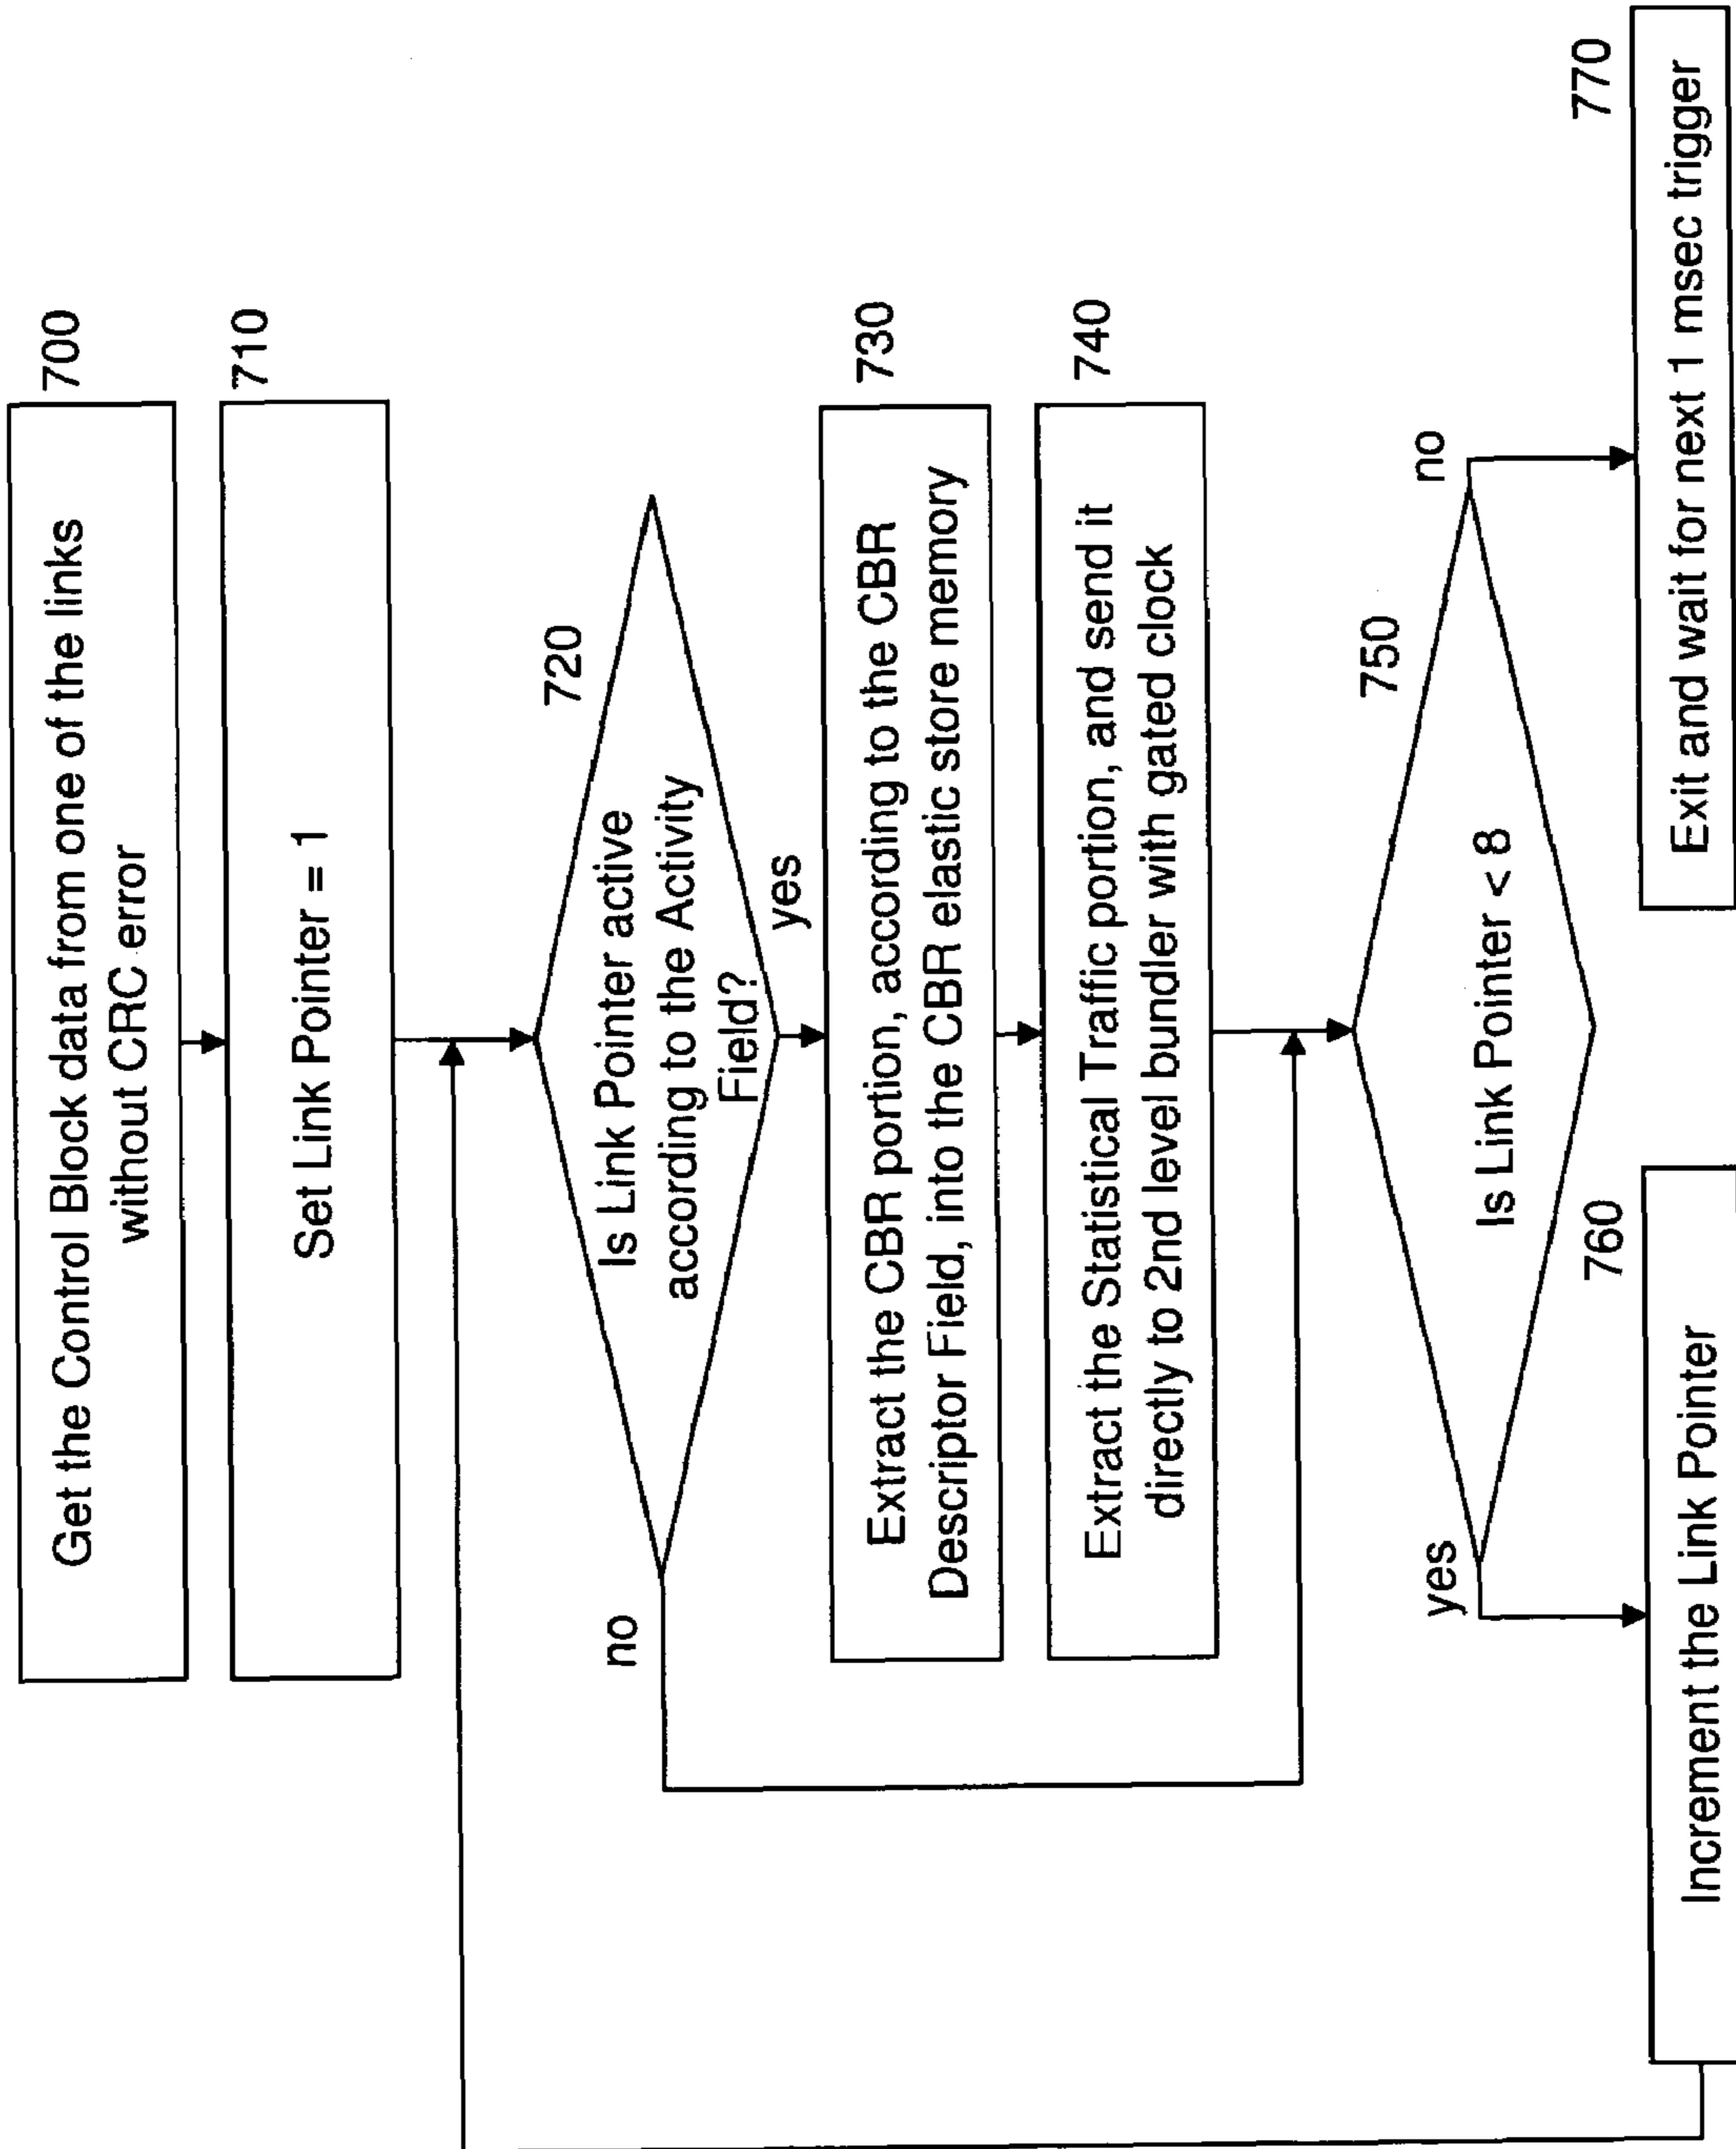 Get the Control Block data from one of the links
without CRC error
700
Set Link Pointer = 1
710
720
Is Link Pointer active
according to the Activity
Field?
no
yes
Extract the CBR portion, according to the CBR
Descriptor Field, into the CBR elastic store memory
730
Extract the Statistical Traffic portion, and send it
directly to 2nd level bundler with gated clock
740
750
Is Link Pointer < 8
yes
no
760
Increment the Link Pointer
770
Exit and wait for next 1 msec trigger